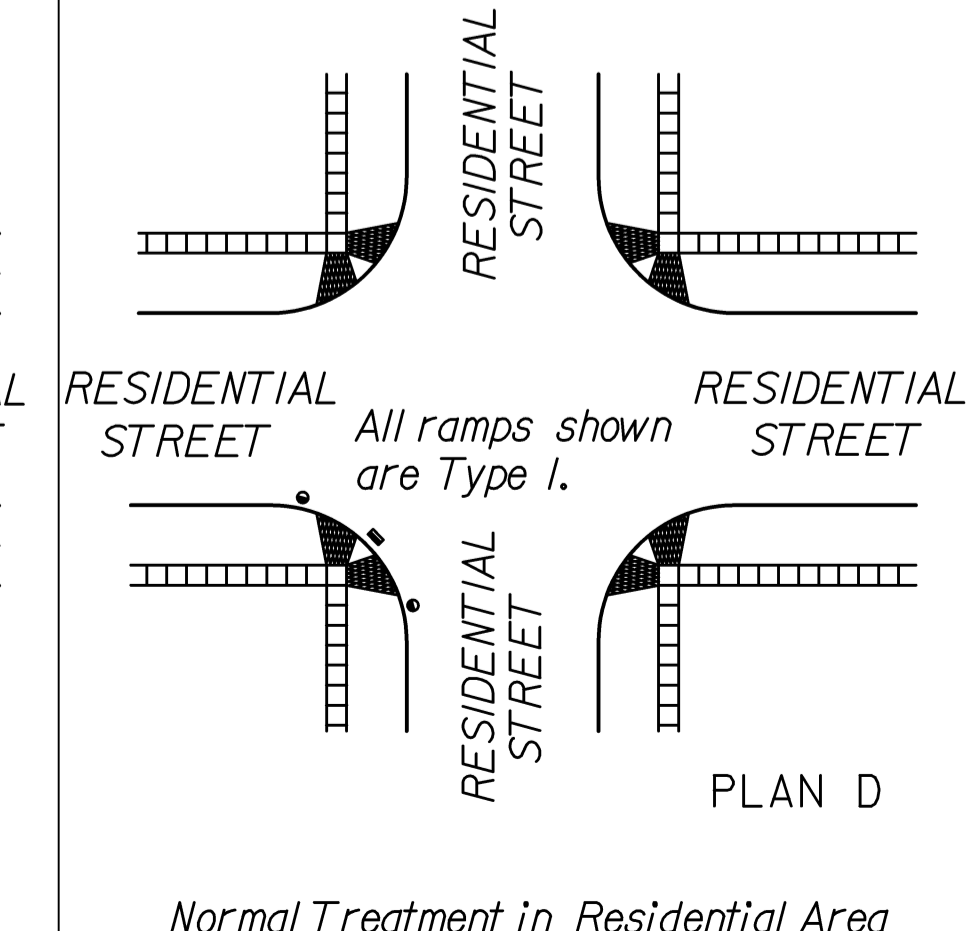 RESIDENTIAL
STREET
RESIDENTIAL
STREET
RESIDENTIAL
STREET
All ramps shown
are Type 1.
RESIDENTIAL
STREET
PLAN D
Normal Treatment in Residential Area